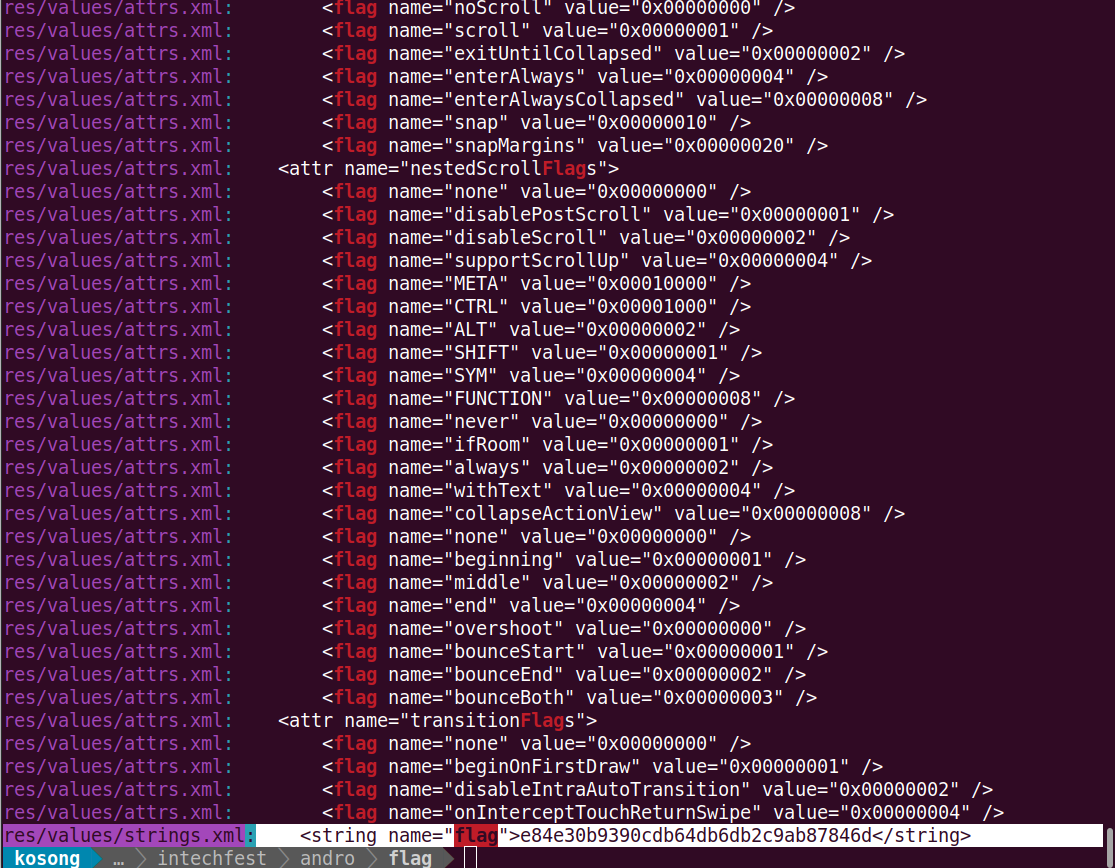 res/values/attrs.xml:        <flag name="noScroll" value="0x00000000" />
res/values/attrs.xml:        <flag name="scroll" value="0x00000001" />
res/values/attrs.xml:        <flag name="exitUntilCollapsed" value="0x00000002" />
res/values/attrs.xml:        <flag name="enterAlways" value="0x00000004" />
res/values/attrs.xml:        <flag name="enterAlwaysCollapsed" value="0x00000008" />
res/values/attrs.xml:        <flag name="snap" value="0x00000010" />
res/values/attrs.xml:        <flag name="snapMargins" value="0x00000020" />
res/values/attrs.xml:    <attr name="nestedScrollFlags">
res/values/attrs.xml:        <flag name="none" value="0x00000000" />
res/values/attrs.xml:        <flag name="disablePostScroll" value="0x00000001" />
res/values/attrs.xml:        <flag name="disableScroll" value="0x00000002" />
res/values/attrs.xml:        <flag name="supportScrollUp" value="0x00000004" />
res/values/attrs.xml:        <flag name="META" value="0x00010000" />
res/values/attrs.xml:        <flag name="CTRL" value="0x00001000" />
res/values/attrs.xml:        <flag name="ALT" value="0x00000002" />
res/values/attrs.xml:        <flag name="SHIFT" value="0x00000001" />
res/values/attrs.xml:        <flag name="SYM" value="0x00000004" />
res/values/attrs.xml:        <flag name="FUNCTION" value="0x00000008" />
res/values/attrs.xml:        <flag name="never" value="0x00000000" />
res/values/attrs.xml:        <flag name="ifRoom" value="0x00000001" />
res/values/attrs.xml:        <flag name="always" value="0x00000002" />
res/values/attrs.xml:        <flag name="withText" value="0x00000004" />
res/values/attrs.xml:        <flag name="collapseActionView" value="0x00000008" />
res/values/attrs.xml:        <flag name="none" value="0x00000000" />
res/values/attrs.xml:        <flag name="beginning" value="0x00000001" />
res/values/attrs.xml:        <flag name="middle" value="0x00000002" />
res/values/attrs.xml:        <flag name="end" value="0x00000004" />
res/values/attrs.xml:        <flag name="overshoot" value="0x00000000" />
res/values/attrs.xml:        <flag name="bounceStart" value="0x00000001" />
res/values/attrs.xml:        <flag name="bounceEnd" value="0x00000002" />
res/values/attrs.xml:        <flag name="bounceBoth" value="0x00000003" />
res/values/attrs.xml:    <attr name="transitionFlags">
res/values/attrs.xml:        <flag name="none" value="0x00000000" />
res/values/attrs.xml:        <flag name="beginOnFirstDraw" value="0x00000001" />
res/values/attrs.xml:        <flag name="disableIntraAutoTransition" value="0x00000002" />
res/values/attrs.xml:        <flag name="onInterceptTouchReturnSwipe" value="0x00000004" />
res/values/strings.xml:    <string name="flag">e84e30b9390cdb64db6db2c9ab87846d</string>
kosong … intechfest andro flag